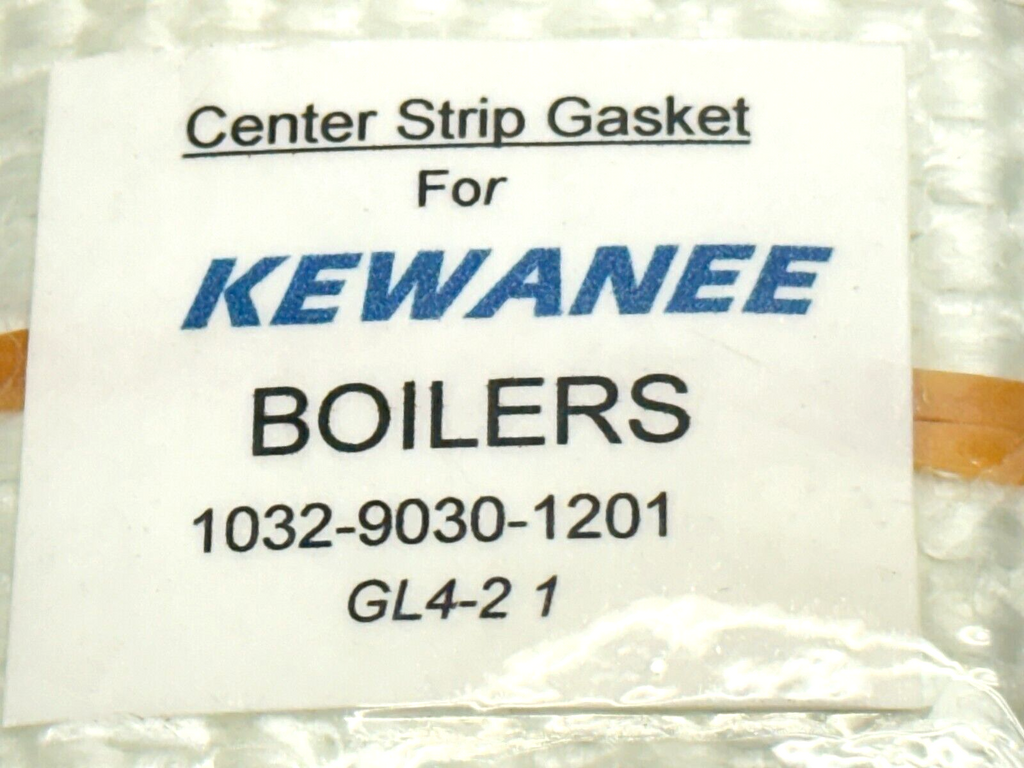 Center Strip Gasket
For
KEWANEE
BOILERS
1032-9030-1201
GL4-2 1